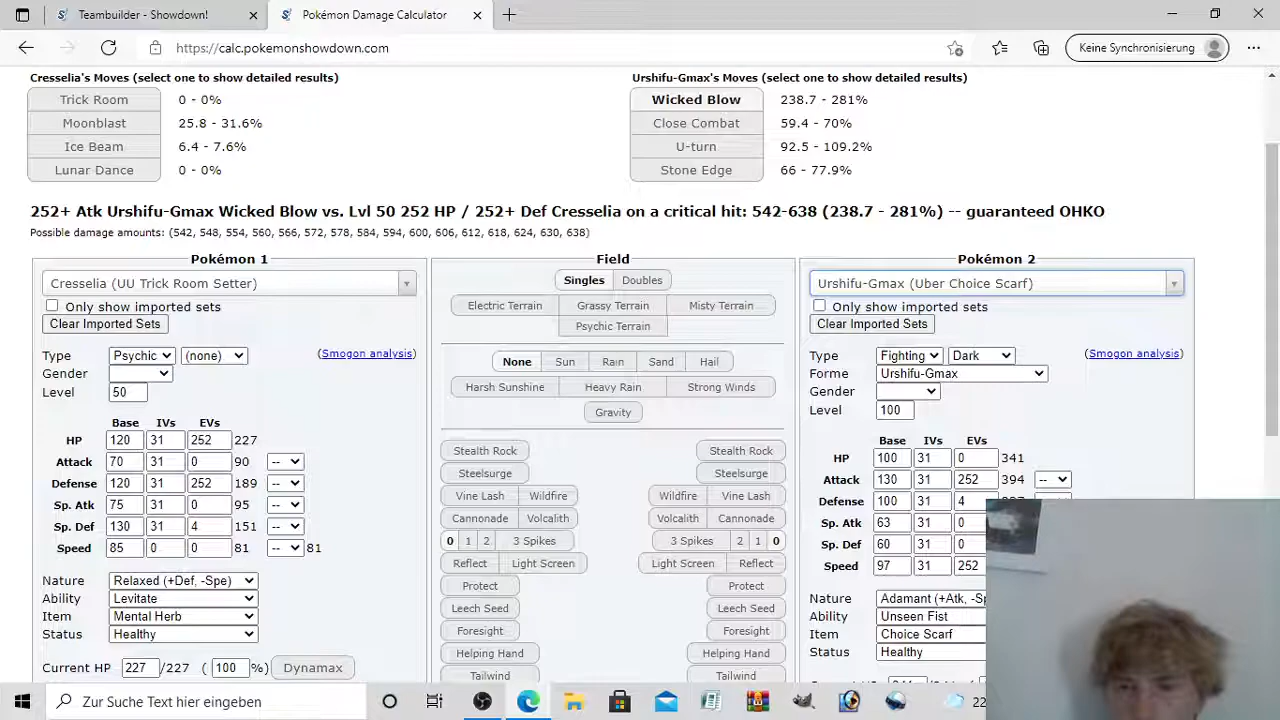 Teambuilder - Showdown!
Pokémon Damage Calculator
https://calc.pokemonshowdown.com
Keine Synchronisierung
Cresselia's Moves (select one to show detailed results)
Trick Room 0 - 0%
Moonblast 25.8 - 31.6%
Ice Beam 6.4 - 7.6%
Lunar Dance 0 - 0%
Urshifu-Gmax's Moves (select one to show detailed results)
Wicked Blow 238.7 - 281%
Close Combat 59.4 - 70%
U-turn 92.5 - 109.2%
Stone Edge 66 - 77.9%
252+ Atk Urshifu-Gmax Wicked Blow vs. Lvl 50 252 HP / 252+ Def Cresselia on a critical hit: 542-638 (238.7 - 281%) -- guaranteed OHKO
Possible damage amounts: (542, 548, 554, 560, 566, 572, 578, 584, 594, 600, 606, 612, 618, 624, 630, 638)
Pokémon 1
Cresselia (UU Trick Room Setter)
Only show imported sets
Clear Imported Sets
Type Psychic (none) (Smogon analysis)
Gender
Level 50
Base IVs EVs
HP 120 31 252 227
Attack 70 31 0 90 --
Defense 120 31 252 189 --
Sp. Atk 75 31 0 95 --
Sp. Def 130 31 4 151 --
Speed 85 0 0 81 -- 81
Nature Relaxed (+Def, -Spe)
Ability Levitate
Item Mental Herb
Status Healthy
Current HP 227 /227 ( 100 %) Dynamax
Field
Singles Doubles
Electric Terrain Grassy Terrain Misty Terrain
Psychic Terrain
None Sun Rain Sand Hail
Harsh Sunshine Heavy Rain Strong Winds
Gravity
Stealth Rock Stealth Rock
Steelsurge Steelsurge
Vine Lash Wildfire Wildfire Vine Lash
Cannonade Volcalith Volcalith Cannonade
0 1 2 3 Spikes 3 Spikes 2 1 0
Reflect Light Screen Light Screen Reflect
Protect Protect
Leech Seed Leech Seed
Foresight Foresight
Helping Hand Helping Hand
Tailwind Tailwind
Pokémon 2
Urshifu-Gmax (Uber Choice Scarf)
Only show imported sets
Clear Imported Sets
Type Fighting Dark (Smogon analysis)
Forme Urshifu-Gmax
Gender
Level 100
Base IVs EVs
HP 100 31 0 341
Attack 130 31 252 394 --
Defense 100 31 4
Sp. Atk 63 31 0
Sp. Def 60 31 0
Speed 97 31 252
Nature Adamant (+Atk, -Sp
Ability Unseen Fist
Item Choice Scarf
Status Healthy
Zur Suche Text hier eingeben
22